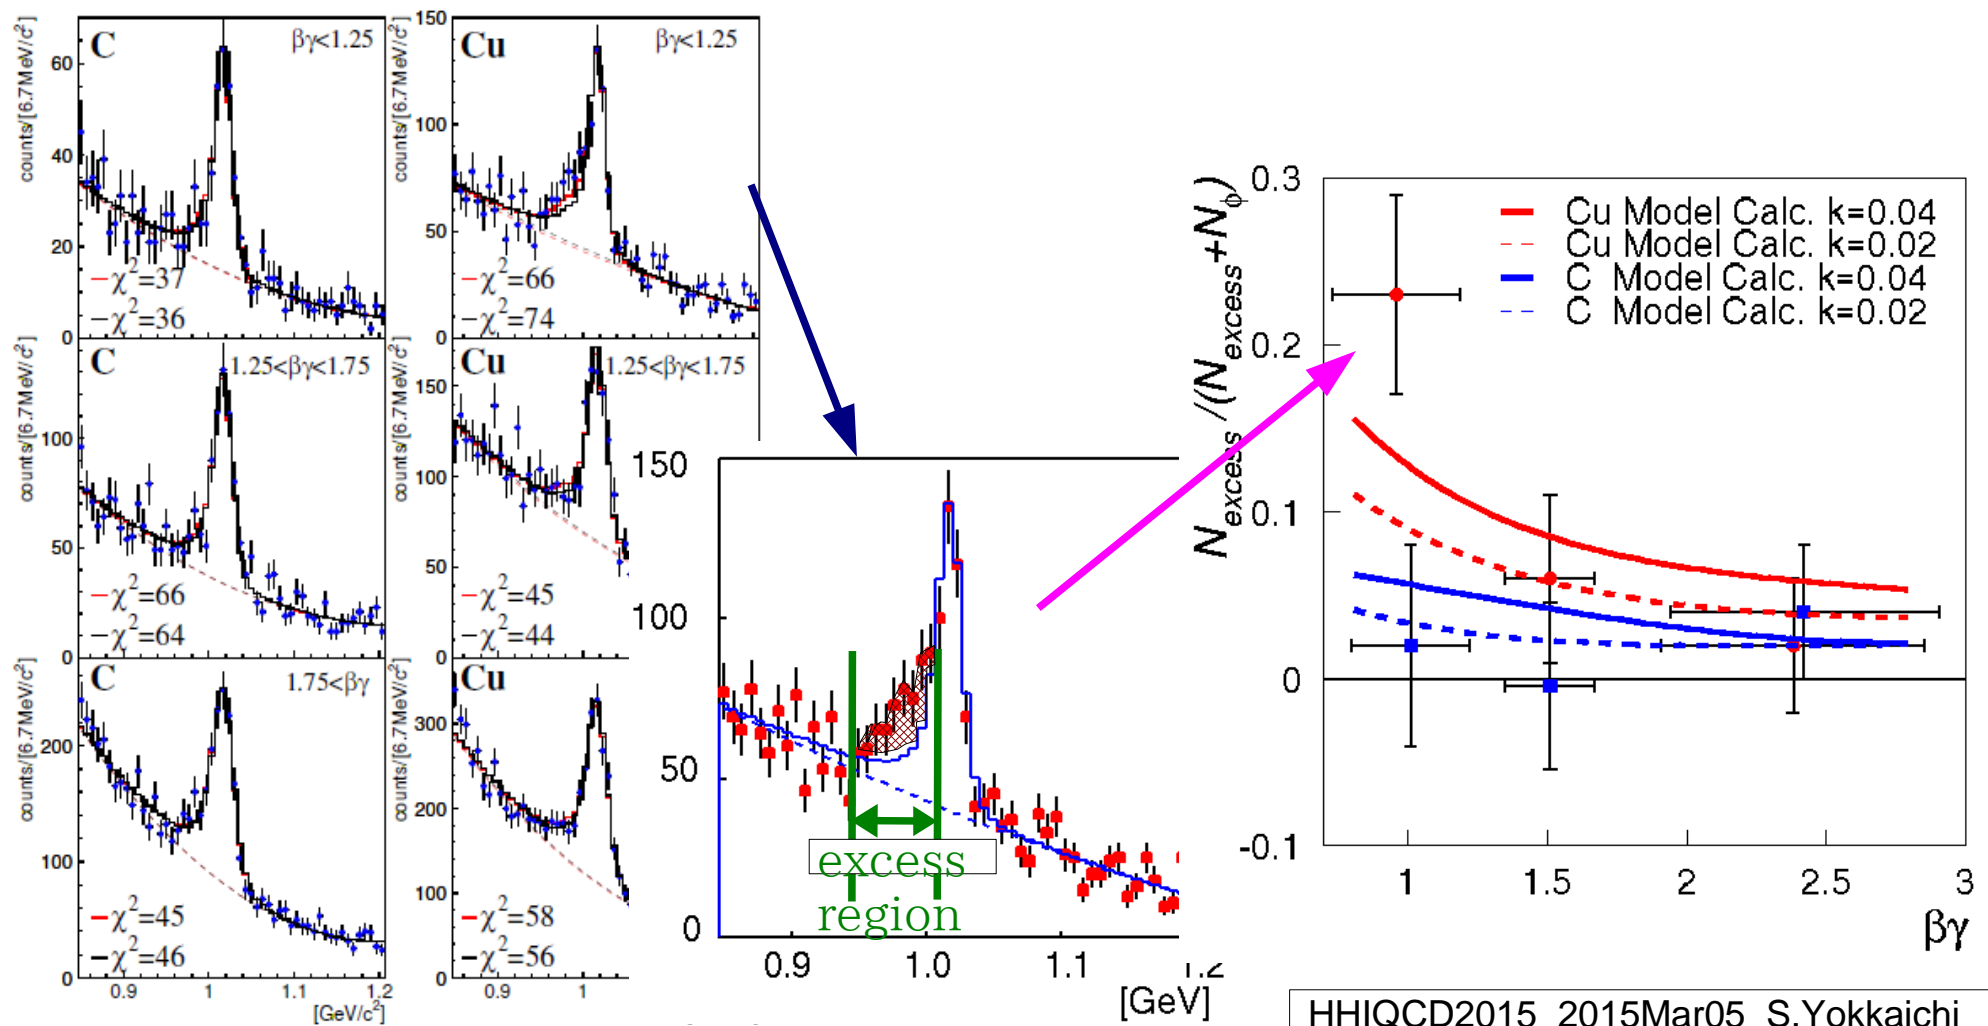 C
βγ<1.25
counts/[6.7MeV/c²]
60
40
20
0
χ²=37
χ²=36
Cu
βγ<1.25
counts/[6.7MeV/c²]
150
100
50
0
χ²=66
χ²=74
C
1.25<βγ<1.75
counts/[6.7MeV/c²]
100
50
0
χ²=66
χ²=64
Cu
1.25<βγ<1.75
counts/[6.7MeV/c²]
150
100
50
0
χ²=45
χ²=44
C
1.75<βγ
counts/[6.7MeV/c²]
200
100
0
χ²=45
χ²=46
0.9 1 1.1 1.2
[GeV/c²]
Cu
counts/[6.7MeV/c²]
300
200
100
0
χ²=58
χ²=56
0.9 1
150
100
50
0
excess
region
0.9 1.0 1.1 1.2
[GeV]
N excess /(N excess +N ϕ)
0.3
0.2
0.1
0
-0.1
Cu Model Calc. k=0.04
Cu Model Calc. k=0.02
C Model Calc. k=0.04
C Model Calc. k=0.02
1 1.5 2 2.5 3
βγ
HHIQCD2015 2015Mar05 S.Yokkaichi